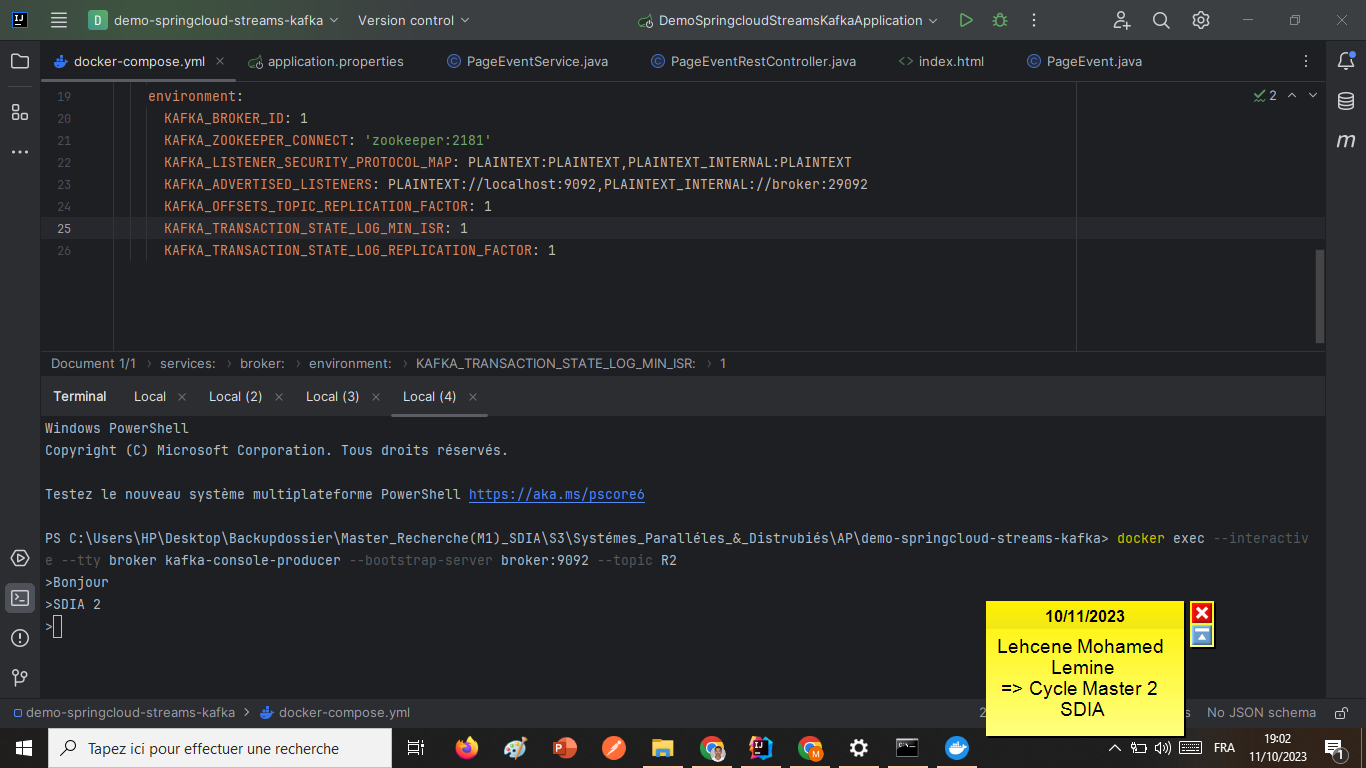 D demo-springcloud-streams-kafka Version control DemoSpringcloudStreamsKafkaApplication
docker-compose.yml application.properties PageEventService.java PageEventRestController.java index.html PageEvent.java
19 environment: 2
20 KAFKA_BROKER_ID: 1
21 KAFKA_ZOOKEEPER_CONNECT: 'zookeeper:2181'
22 KAFKA_LISTENER_SECURITY_PROTOCOL_MAP: PLAINTEXT:PLAINTEXT,PLAINTEXT_INTERNAL:PLAINTEXT
23 KAFKA_ADVERTISED_LISTENERS: PLAINTEXT://localhost:9092,PLAINTEXT_INTERNAL://broker:29092
24 KAFKA_OFFSETS_TOPIC_REPLICATION_FACTOR: 1
25 KAFKA_TRANSACTION_STATE_LOG_MIN_ISR: 1
26 KAFKA_TRANSACTION_STATE_LOG_REPLICATION_FACTOR: 1
Document 1/1 › services: › broker: › environment: › KAFKA_TRANSACTION_STATE_LOG_MIN_ISR: › 1
Terminal Local Local (2) Local (3) Local (4)
Windows PowerShell
Copyright (C) Microsoft Corporation. Tous droits réservés.
Testez le nouveau système multiplateforme PowerShell https://aka.ms/pscore6
PS C:\Users\HP\Desktop\Backupdossier\Master_Recherche(M1)_SDIA\S3\Systémes_Paralléles_&_Distrubiés\AP\demo-springcloud-streams-kafka> docker exec --interactiv
e --tty broker kafka-console-producer --bootstrap-server broker:9092 --topic R2
>Bonjour
>SDIA 2
>
10/11/2023
Lehcene Mohamed
Lemine
=> Cycle Master 2
SDIA
demo-springcloud-streams-kafka > docker-compose.yml No JSON schema
Tapez ici pour effectuer une recherche
FRA
19:02
11/10/2023
1